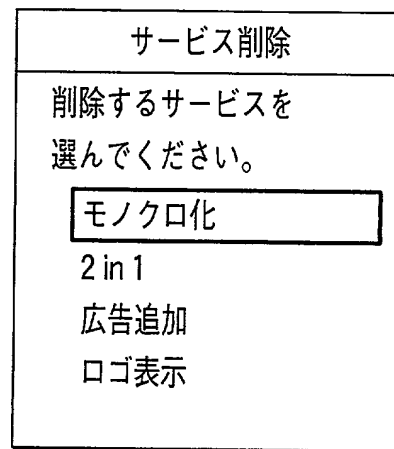 サービス削除
削除するサービスを
選んでください。
モノクロ化
2 in 1
広告追加
ロゴ表示